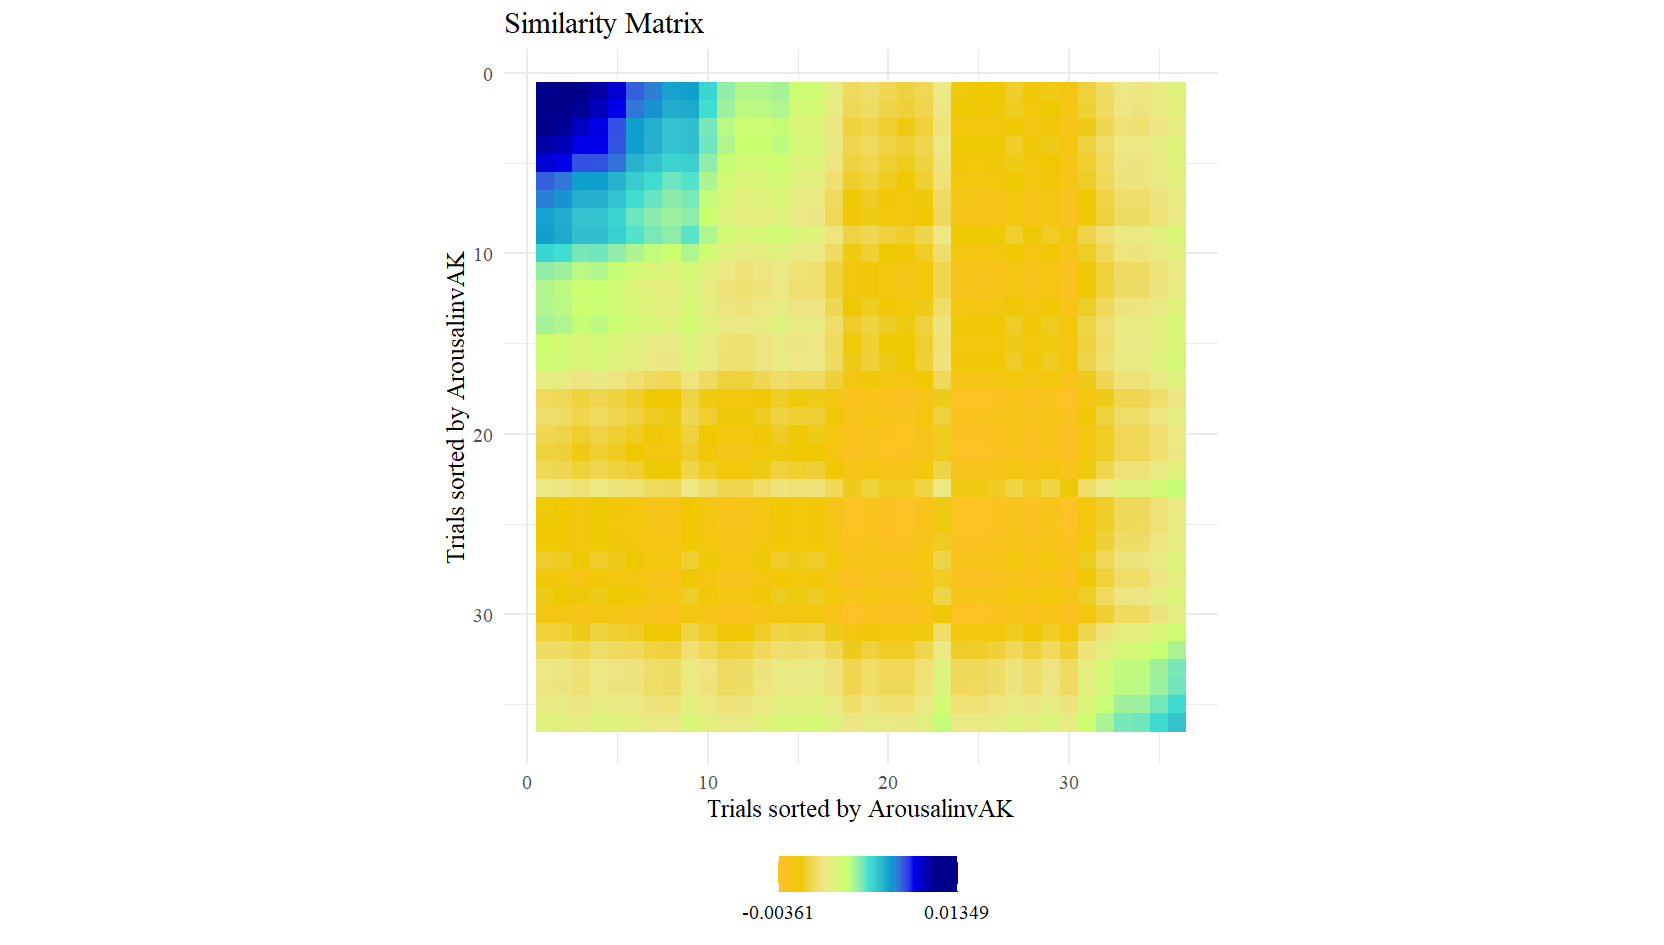 Similarity Matrix
0
10
20
30
Trials sorted by ArousalinvAK
0 10 20 30
Trials sorted by ArousalinvAK
-0.00361 0.01349